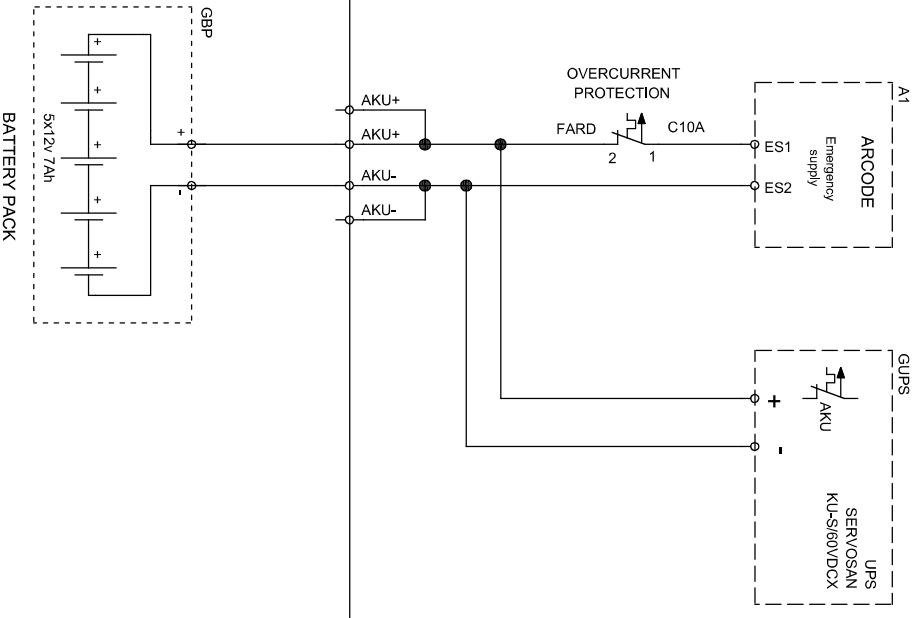 GBP
+
+
+
+
+
5x12v 7Ah
BATTERY PACK
+
-
AKU+
AKU+
AKU-
AKU-
OVERCURRENT
PROTECTION
FARD
C10A
2
1
A1
ARCODE
Emergency
supply
ES1
ES2
GUPS
AKU
+
-
UPS
SERVOSAN
KU-S/60VDCX